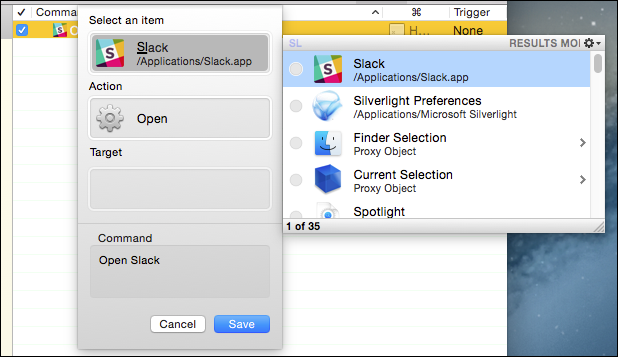 ✓ Comma ⌘ Trigger
H... None
Select an item
Slack
/Applications/Slack.app
Action
Open
Target
Command
Open Slack
Cancel Save
SL RESULTS MO
Slack
/Applications/Slack.app
Silverlight Preferences
/Applications/Microsoft Silverlight
Finder Selection
Proxy Object
Current Selection
Proxy Object
Spotlight
1 of 35